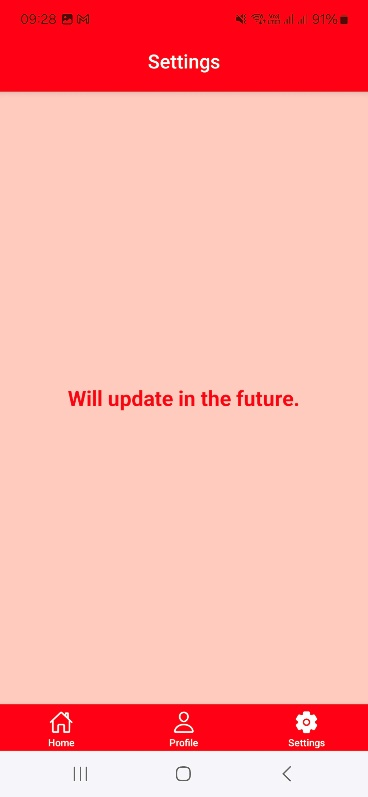 09:28
91%
Settings
Will update in the future.
Home
Profile
Settings